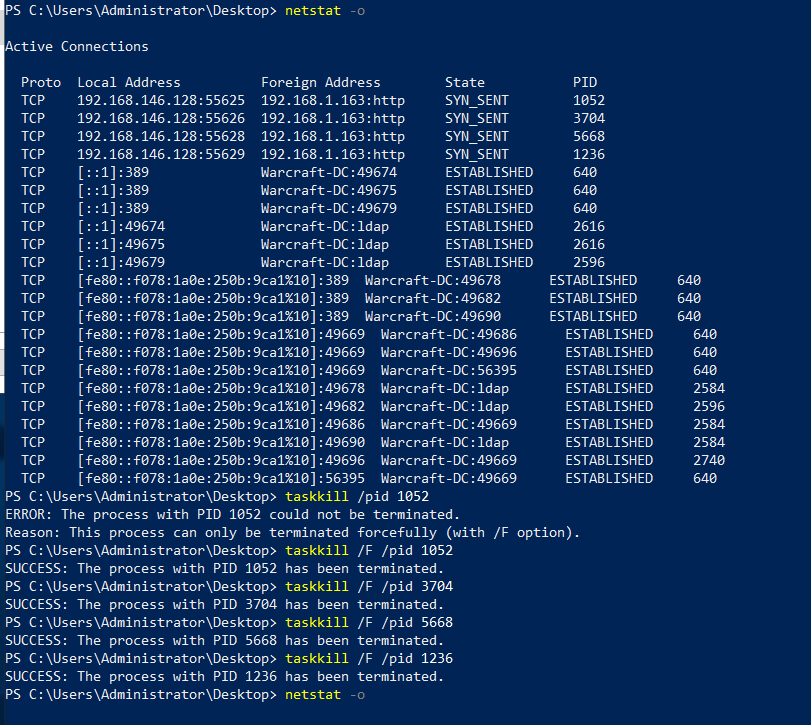 PS C:\Users\Administrator\Desktop> netstat -o
Active Connections
Proto Local Address Foreign Address State PID
TCP 192.168.146.128:55625 192.168.1.163:http SYN_SENT 1052
TCP 192.168.146.128:55626 192.168.1.163:http SYN_SENT 3704
TCP 192.168.146.128:55628 192.168.1.163:http SYN_SENT 5668
TCP 192.168.146.128:55629 192.168.1.163:http SYN_SENT 1236
TCP [::1]:389 Warcraft-DC:49674 ESTABLISHED 640
TCP [::1]:389 Warcraft-DC:49675 ESTABLISHED 640
TCP [::1]:389 Warcraft-DC:49679 ESTABLISHED 640
TCP [::1]:49674 Warcraft-DC:ldap ESTABLISHED 2616
TCP [::1]:49675 Warcraft-DC:ldap ESTABLISHED 2616
TCP [::1]:49679 Warcraft-DC:ldap ESTABLISHED 2596
TCP [fe80::f078:1a0e:250b:9ca1%10]:389 Warcraft-DC:49678 ESTABLISHED 640
TCP [fe80::f078:1a0e:250b:9ca1%10]:389 Warcraft-DC:49682 ESTABLISHED 640
TCP [fe80::f078:1a0e:250b:9ca1%10]:389 Warcraft-DC:49690 ESTABLISHED 640
TCP [fe80::f078:1a0e:250b:9ca1%10]:49669 Warcraft-DC:49686 ESTABLISHED 640
TCP [fe80::f078:1a0e:250b:9ca1%10]:49669 Warcraft-DC:49696 ESTABLISHED 640
TCP [fe80::f078:1a0e:250b:9ca1%10]:49669 Warcraft-DC:56395 ESTABLISHED 640
TCP [fe80::f078:1a0e:250b:9ca1%10]:49678 Warcraft-DC:ldap ESTABLISHED 2584
TCP [fe80::f078:1a0e:250b:9ca1%10]:49682 Warcraft-DC:ldap ESTABLISHED 2596
TCP [fe80::f078:1a0e:250b:9ca1%10]:49686 Warcraft-DC:49669 ESTABLISHED 2584
TCP [fe80::f078:1a0e:250b:9ca1%10]:49690 Warcraft-DC:ldap ESTABLISHED 2584
TCP [fe80::f078:1a0e:250b:9ca1%10]:49696 Warcraft-DC:49669 ESTABLISHED 2740
TCP [fe80::f078:1a0e:250b:9ca1%10]:56395 Warcraft-DC:49669 ESTABLISHED 640
PS C:\Users\Administrator\Desktop> taskkill /pid 1052
ERROR: The process with PID 1052 could not be terminated.
Reason: This process can only be terminated forcefully (with /F option).
PS C:\Users\Administrator\Desktop> taskkill /F /pid 1052
SUCCESS: The process with PID 1052 has been terminated.
PS C:\Users\Administrator\Desktop> taskkill /F /pid 3704
SUCCESS: The process with PID 3704 has been terminated.
PS C:\Users\Administrator\Desktop> taskkill /F /pid 5668
SUCCESS: The process with PID 5668 has been terminated.
PS C:\Users\Administrator\Desktop> taskkill /F /pid 1236
SUCCESS: The process with PID 1236 has been terminated.
PS C:\Users\Administrator\Desktop> netstat -o